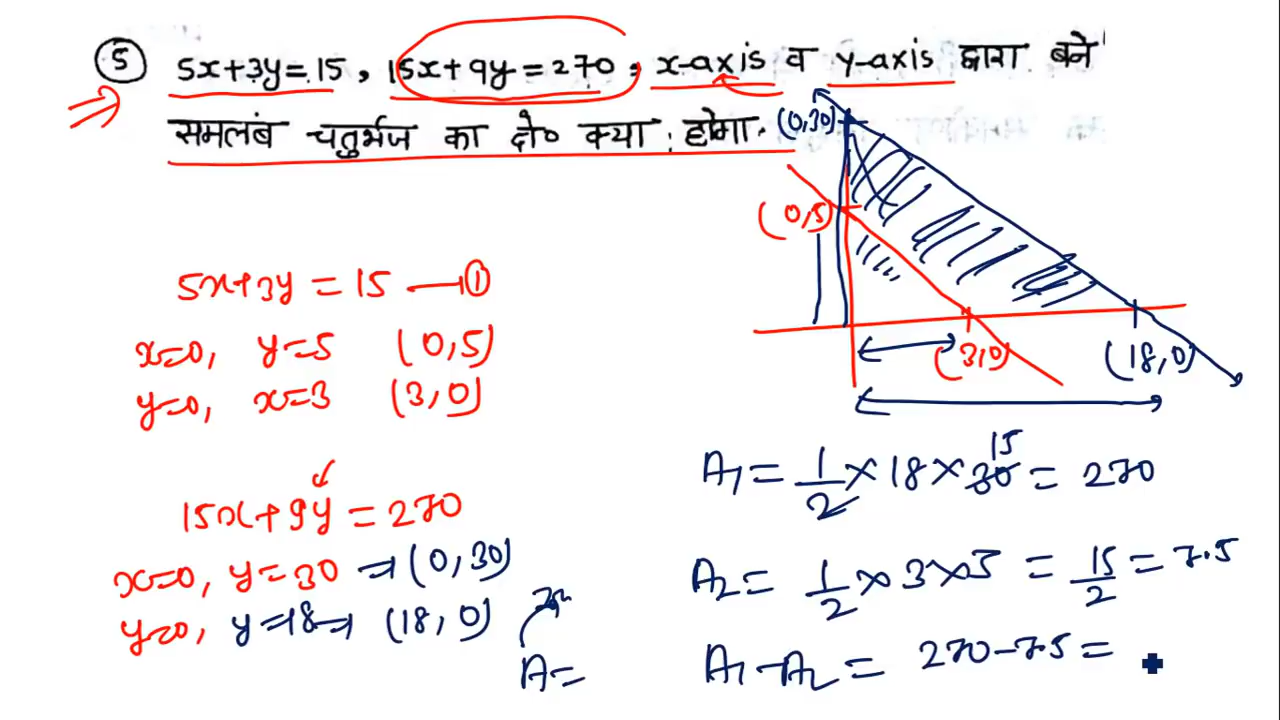 ⑤ 5x+3y=15, 15x+9y=270, x-axis व y-axis द्वारा बने
समलंब चतुर्भज का क्षे० क्या होगा.
(0,30)
(0,5)
(3,0)
(18,0)
5x+3y = 15 —①
x=0, y=5 (0,5)
y=0, x=3 (3,0)
15x+9y = 270
x=0, y=30 ⇒ (0,30)
y=0, y=18 → (18,0)
A=
A₁ = 1/2 × 18 × 30 15 = 270
A₂ = 1/2 × 3 × 5 = 15/2 = 7.5
A₁-A₂ = 270-7.5 =